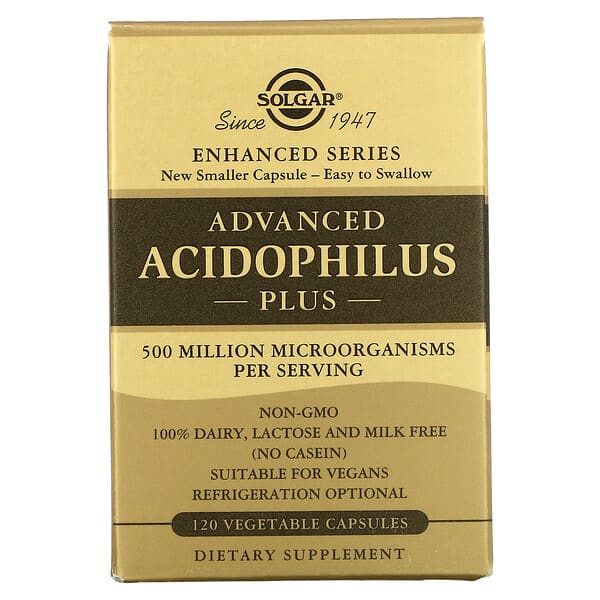 SOLGAR®
Since 1947
ENHANCED SERIES
New Smaller Capsule – Easy to Swallow
ADVANCED
ACIDOPHILUS
— PLUS —
500 MILLION MICROORGANISMS
PER SERVING
NON-GMO
100% DAIRY, LACTOSE AND MILK FREE
(NO CASEIN)
SUITABLE FOR VEGANS
REFRIGERATION OPTIONAL
120 VEGETABLE CAPSULES
DIETARY SUPPLEMENT